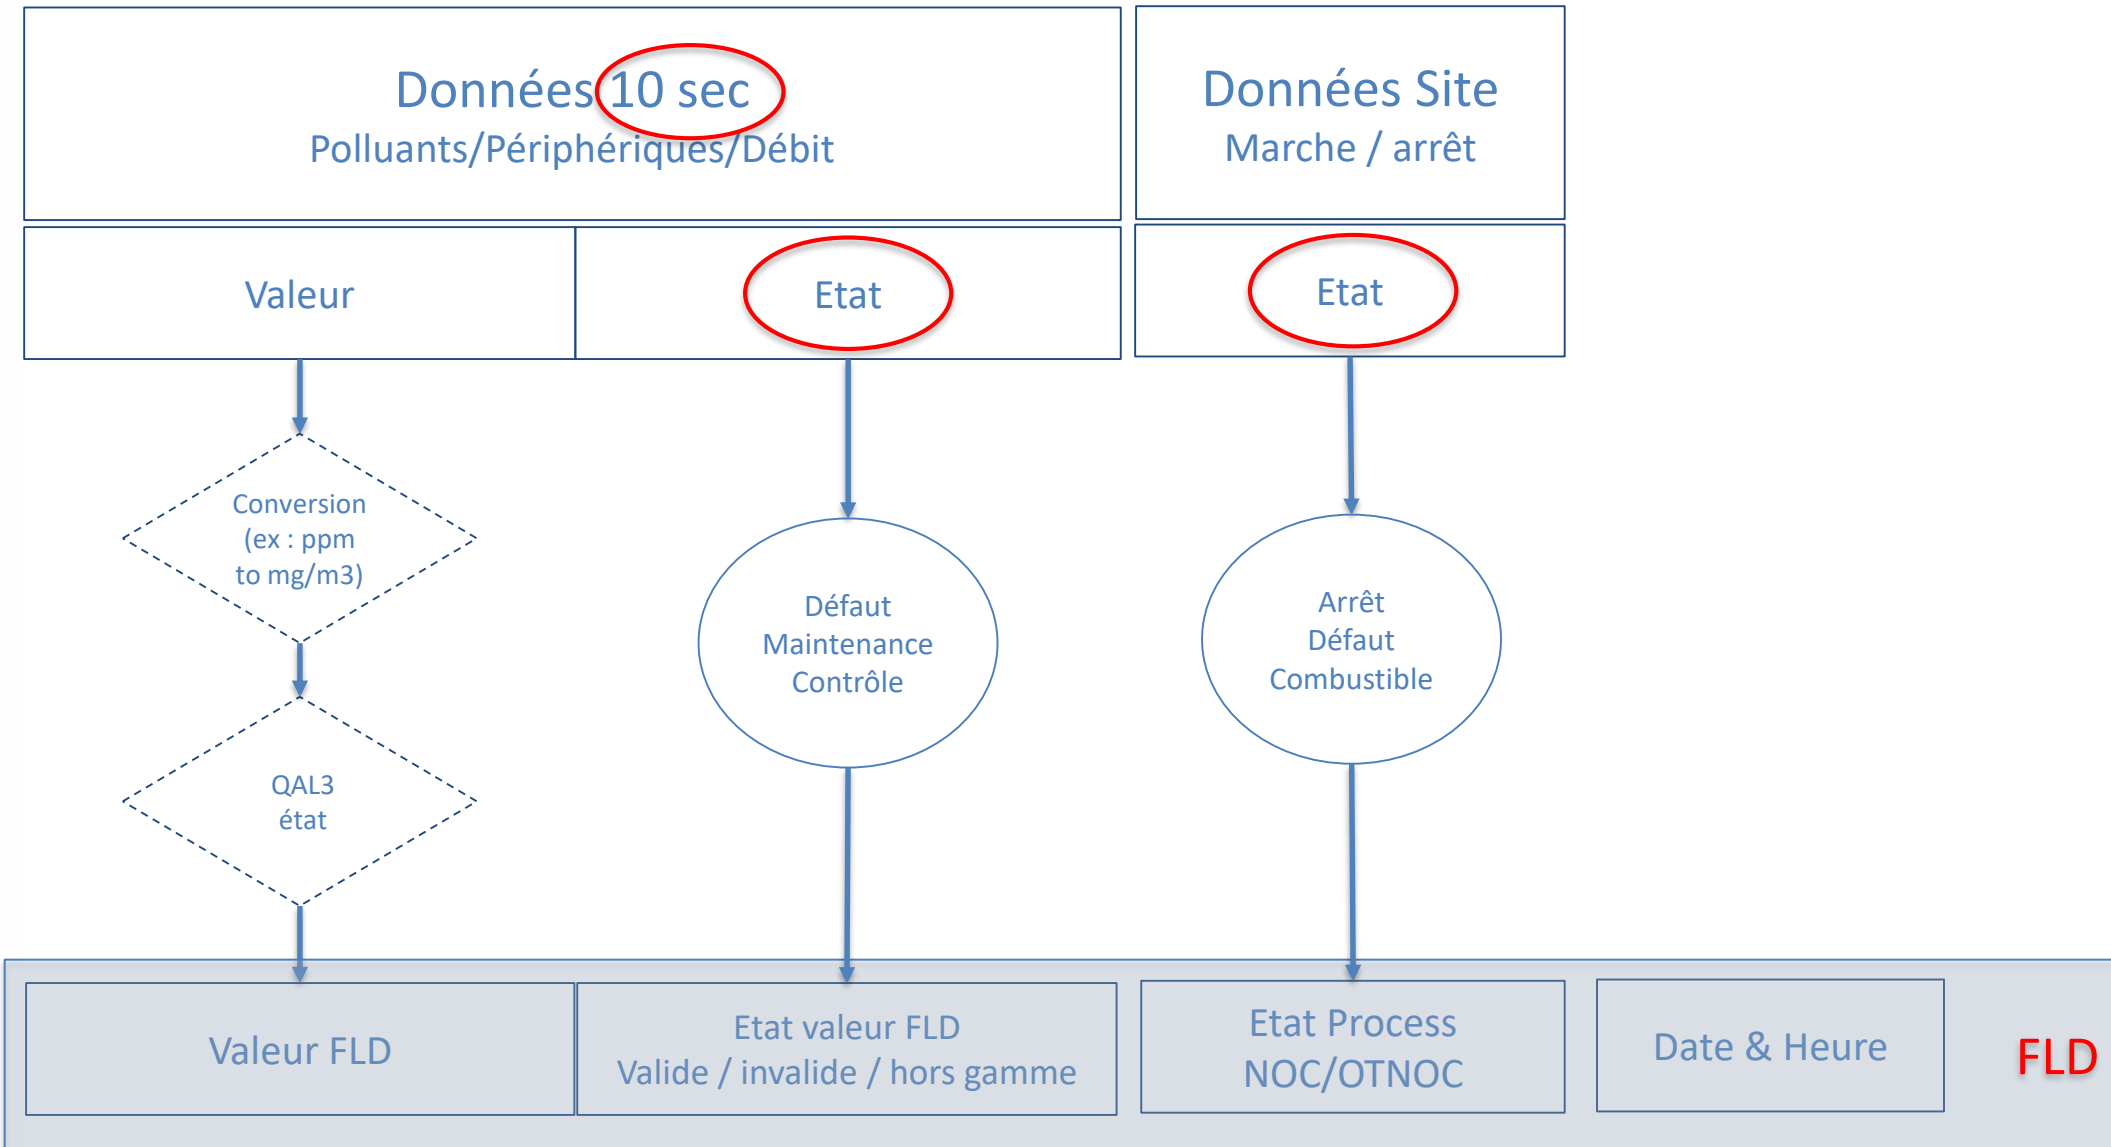 Données 10 sec
Polluants/Périphériques/Débit
Données Site
Marche / arrêt
Valeur
Etat
Etat
Conversion
(ex : ppm
to mg/m3)
QAL3
état
Défaut
Maintenance
Contrôle
Arrêt
Défaut
Combustible
Valeur FLD
Etat valeur FLD
Valide / invalide / hors gamme
Etat Process
NOC/OTNOC
Date & Heure
FLD